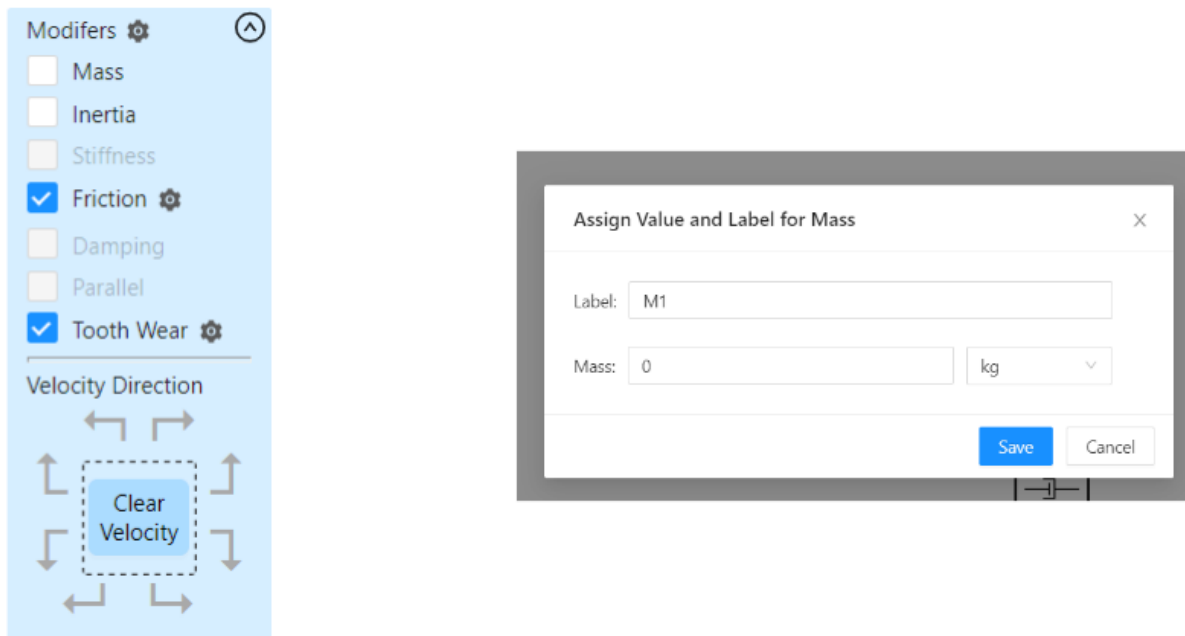 Modifers
Mass
Inertia
Stiffness
Friction
Damping
Parallel
Tooth Wear
Velocity Direction
Clear
Velocity
Assign Value and Label for Mass
Label: M1
Mass: 0 kg
Save Cancel